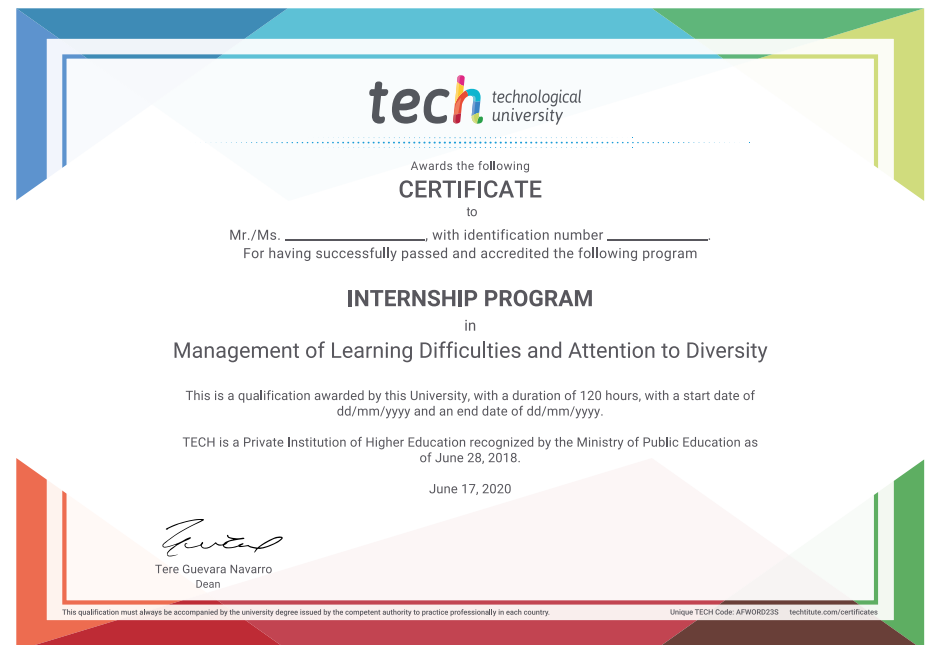 tech technological
university
Awards the following
CERTIFICATE
to
Mr./Ms. ____________________, with identification number ______________.
For having successfully passed and accredited the following program
INTERNSHIP PROGRAM
in
Management of Learning Difficulties and Attention to Diversity
This is a qualification awarded by this University, with a duration of 120 hours, with a start date of
dd/mm/yyyy and an end date of dd/mm/yyyy.
TECH is a Private Institution of Higher Education recognized by the Ministry of Public Education as
of June 28, 2018.
June 17, 2020
Tere Guevara Navarro
Dean
This qualification must always be accompanied by the university degree issued by the competent authority to practice professionally in each country.
Unique TECH Code: AFWORD23S techtitute.com/certificates